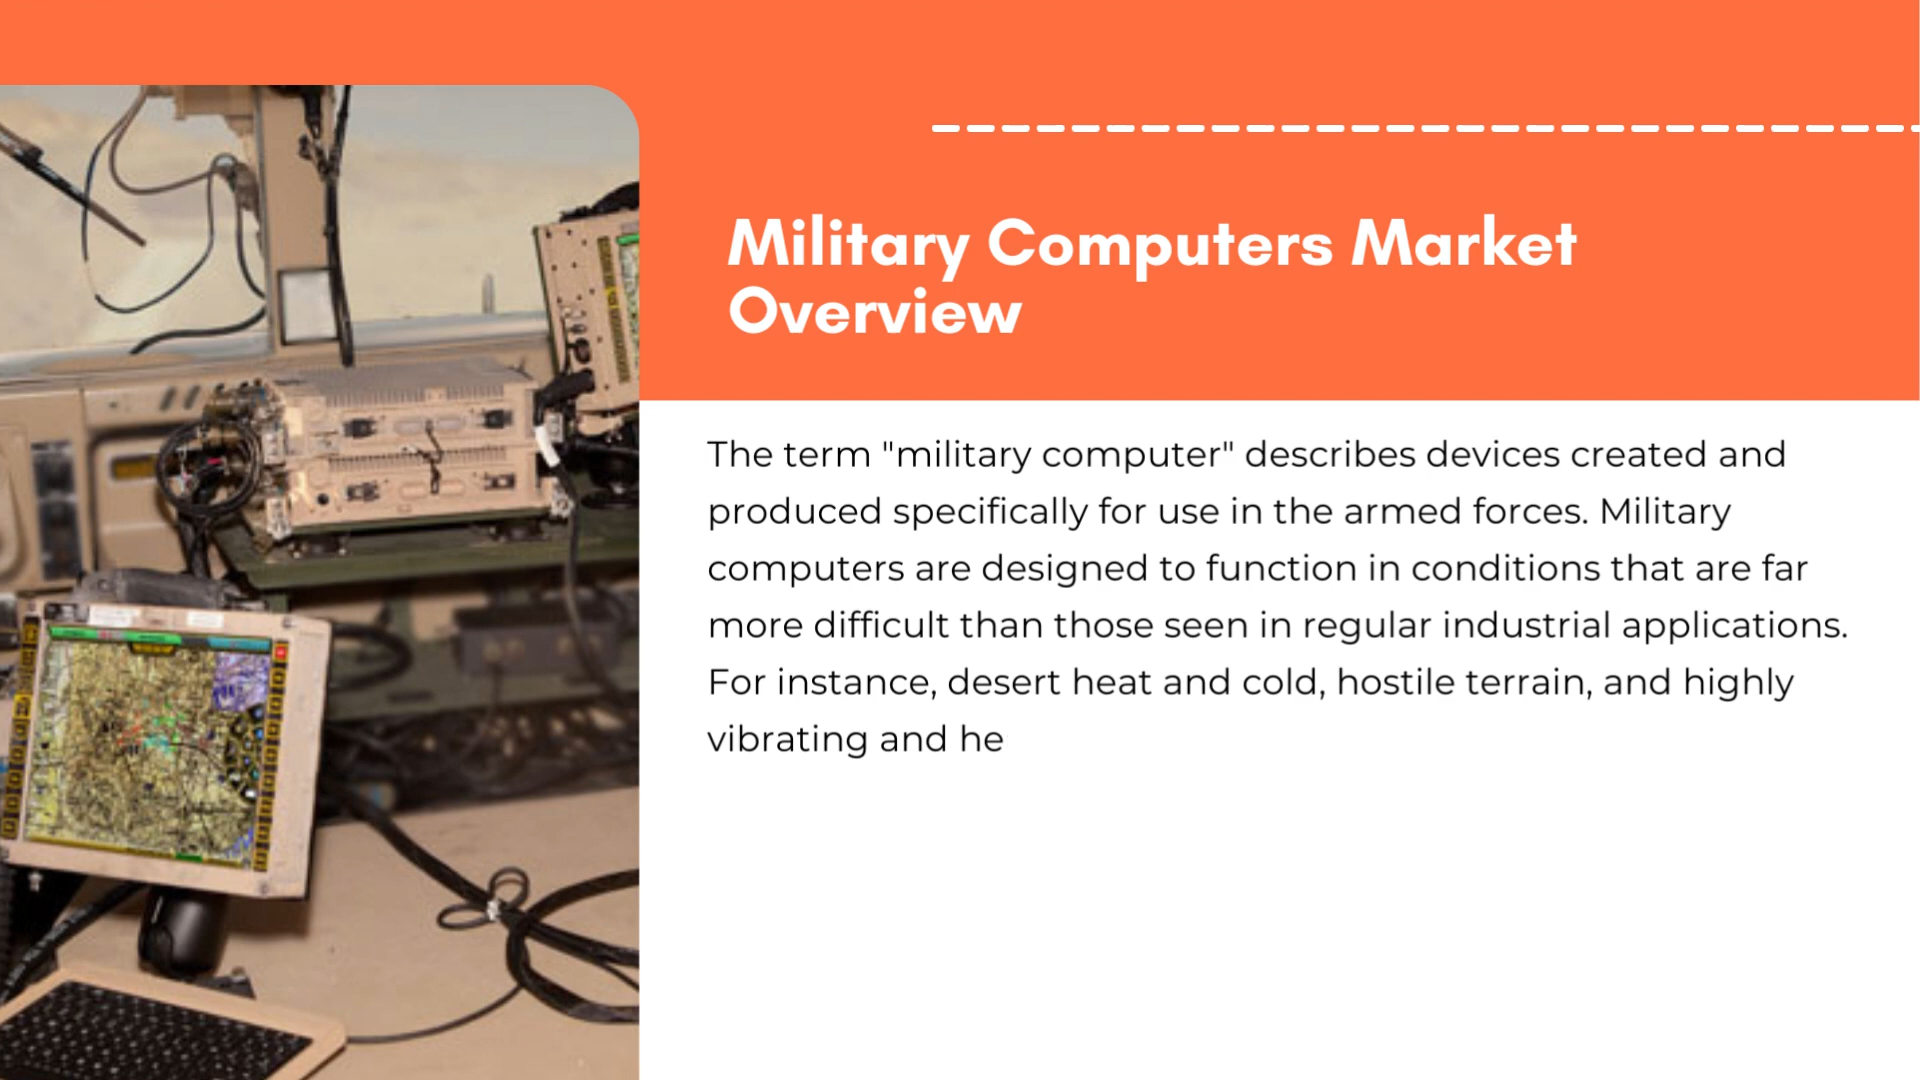 Military Computers Market
Overview
The term "military computer" describes devices created and
produced specifically for use in the armed forces. Military
computers are designed to function in conditions that are far
more difficult than those seen in regular industrial applications.
For instance, desert heat and cold, hostile terrain, and highly
vibrating and he